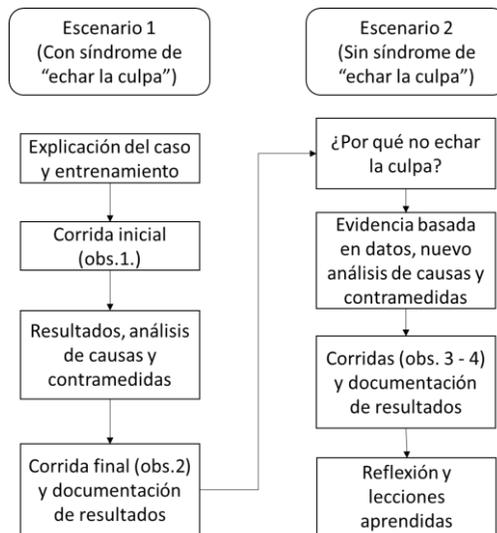 Escenario 1
(Con síndrome de
“echar la culpa”)
Explicación del caso
y entrenamiento
Corrida inicial
(obs.1.)
Resultados, análisis
de causas y
contramedidas
Corrida final (obs.2)
y documentación
de resultados
Escenario 2
(Sin síndrome de
“echar la culpa”)
¿Por qué no echar
la culpa?
Evidencia basada
en datos, nuevo
análisis de causas
y contramedidas
Corridas (obs. 3 - 4)
y documentación
de resultados
Reflexión y
lecciones
aprendidas